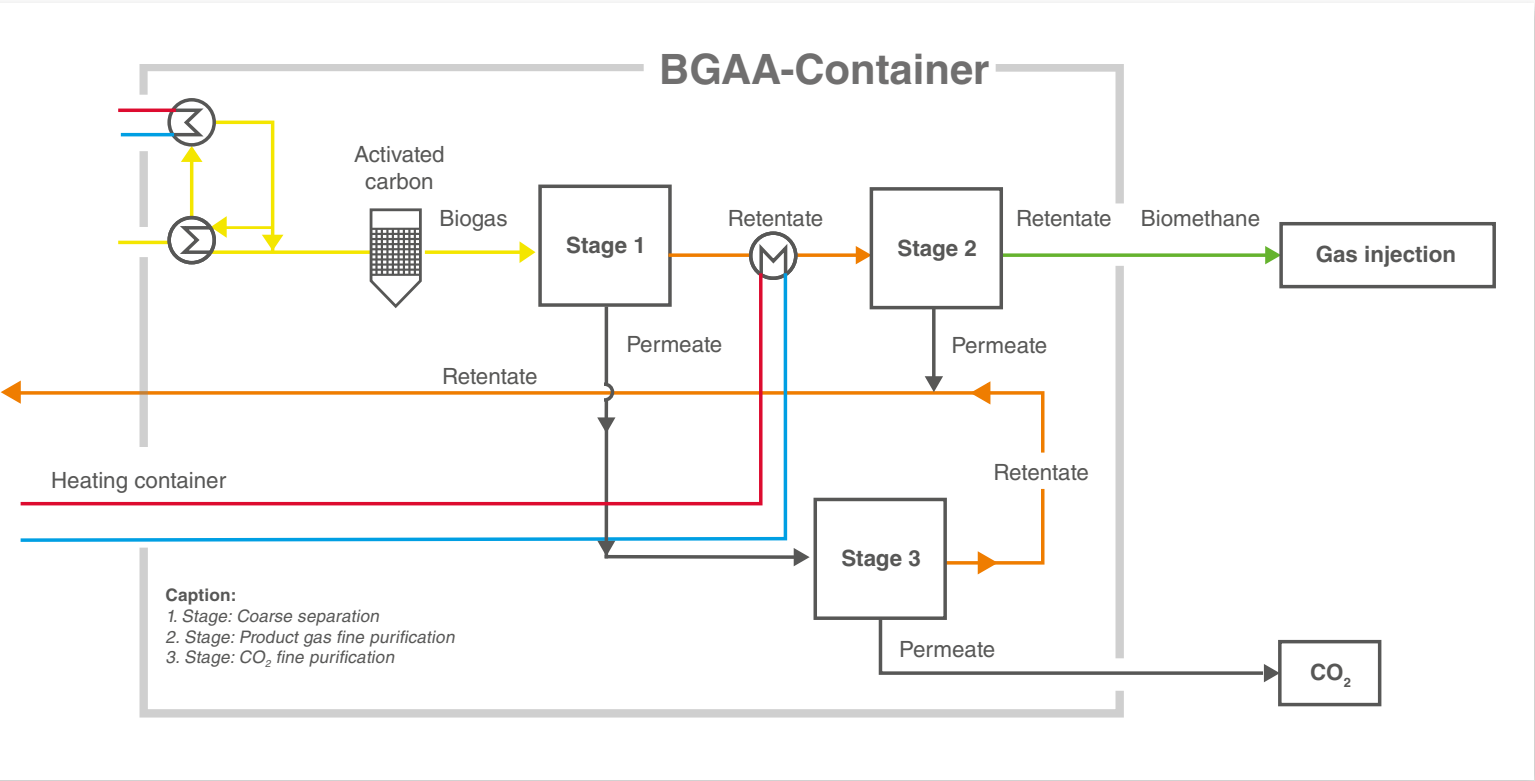 BGAA-Container
Activated
carbon
Biogas
Stage 1
Retentate
Stage 2
Retentate
Biomethane
Gas injection
Permeate
Permeate
Retentate
Retentate
Heating container
Stage 3
Caption:
1. Stage: Coarse separation
2. Stage: Product gas fine purification
3. Stage: CO₂ fine purification
Permeate
CO₂